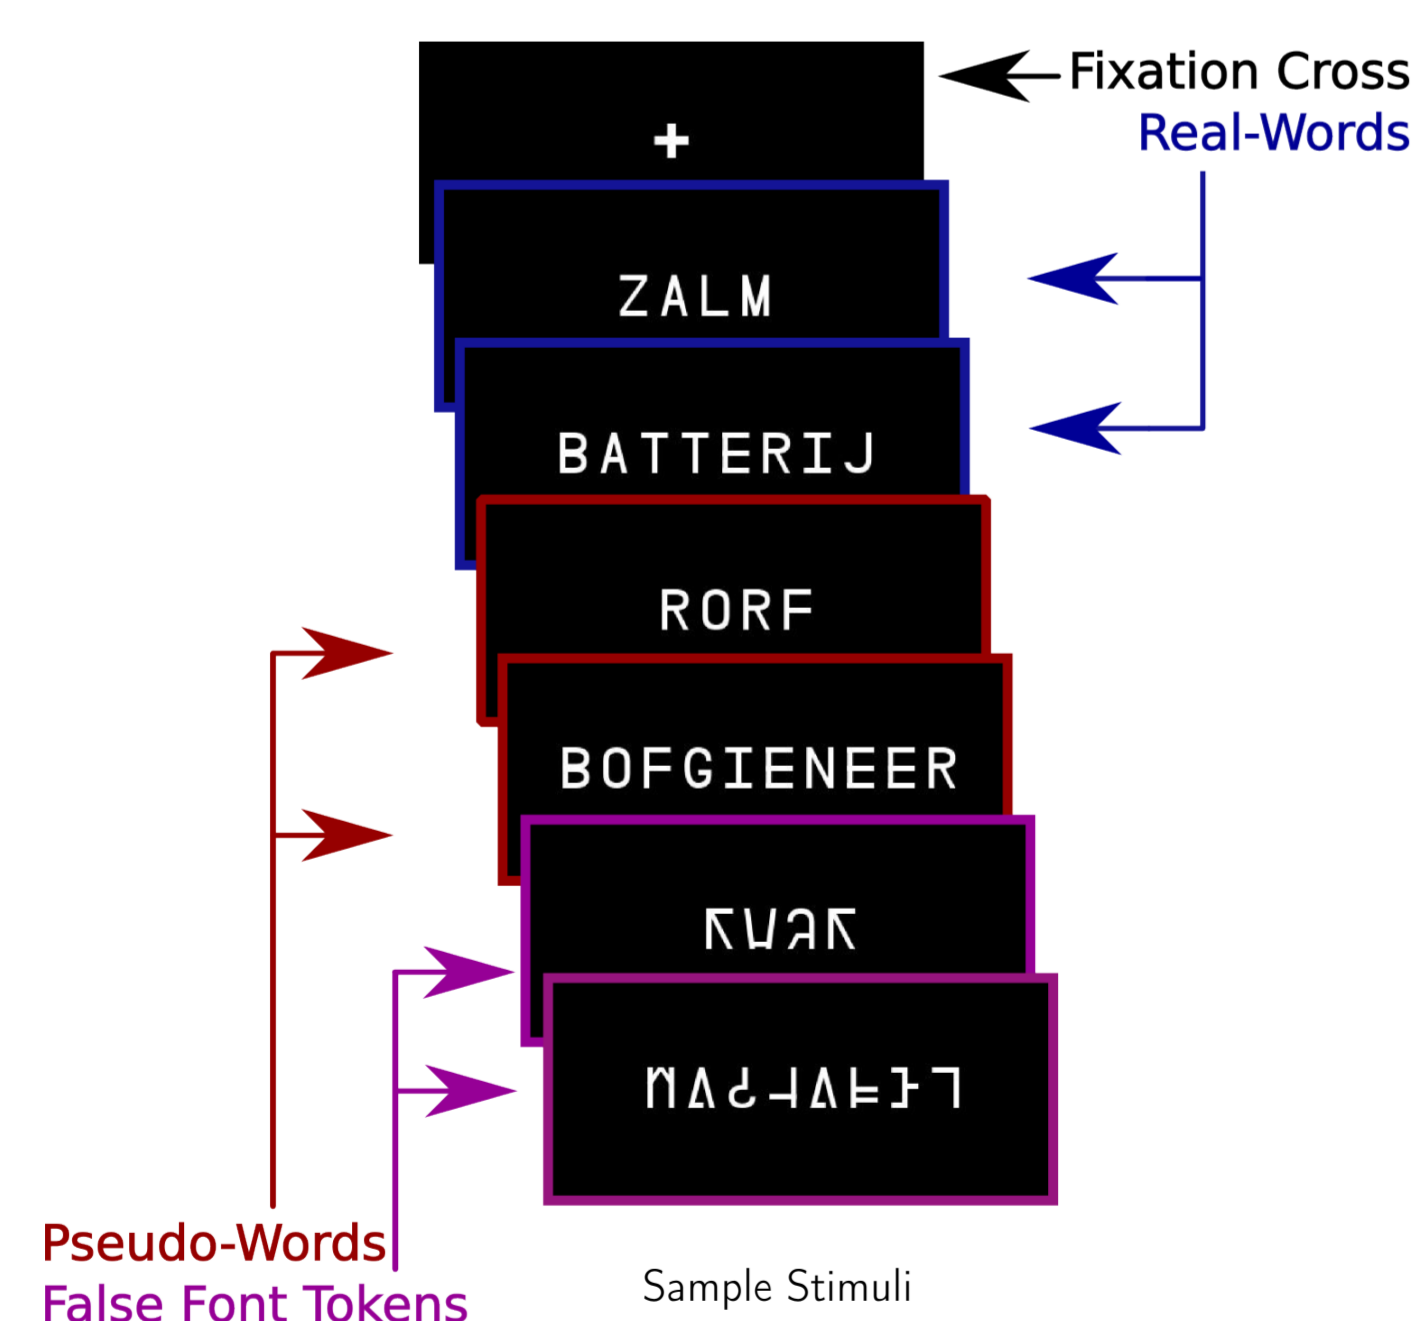 Fixation Cross
Real-Words
+
ZALM
BATTERIJ
RORF
BOFGIENEER
Pseudo-Words
False Font Tokens
Sample Stimuli